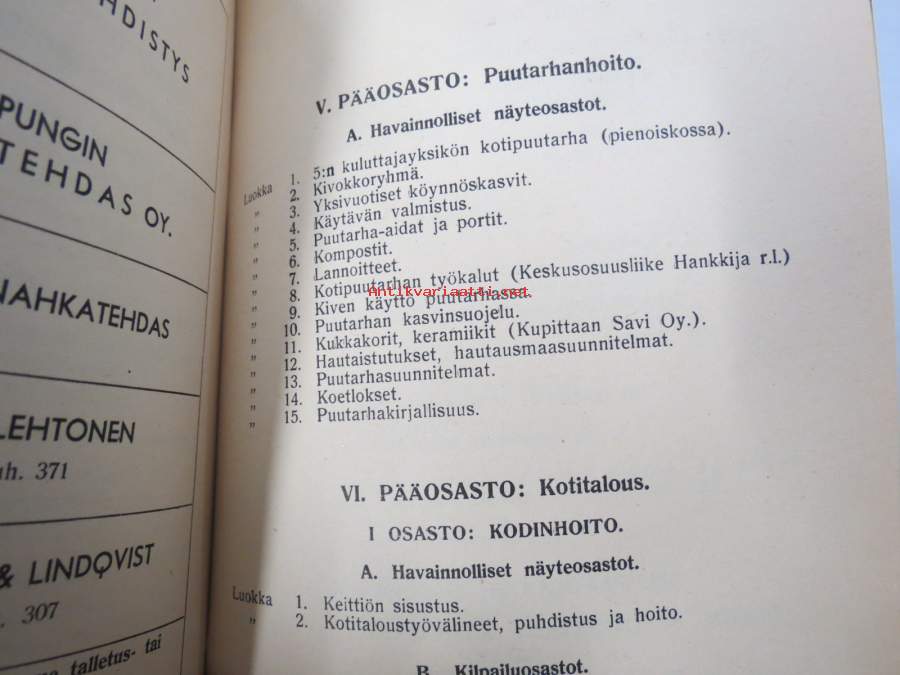 HDISTYS
PUNGIN
TEHDAS OY.
NAHKATEHDAS
LEHTONEN
uh. 371
& LINDQVIST
. 307
talletus- tai
V. PÄÄOSASTO: Puutarhanhoito.
A. Havainnolliset näyteosastot.
Luokka 1. 5:n kuluttajayksikön kotipuutarha (pienoiskossa).
" 2. Kivokkoryhmä.
" 3. Yksivuotiset köynnöskasvit.
" 4. Käytävän valmistus.
" 5. Puutarha-aidat ja portit.
" 6. Kompostit.
" 7. Lannoitteet.
" 8. Kotipuutarhan työkalut (Keskusosuusliike Hankkija r.l.)
Antikvariaatti.net
" 9. Kiven käyttö puutarhassa.
" 10. Puutarhan kasvinsuojelu.
" 11. Kukkakorit, keramiikit (Kupittaan Savi Oy.).
" 12. Hautaistutukset, hautausmaasuunnitelmat.
" 13. Puutarhasuunnitelmat.
" 14. Koetlokset.
" 15. Puutarhakirjallisuus.
VI. PÄÄOSASTO: Kotitalous.
I OSASTO: KODINHOITO.
A. Havainnolliset näyteosastot.
Luokka 1. Keittiön sisustus.
" 2. Kotitaloustyövälineet, puhdistus ja hoito.
B. Kilpailuosastot.